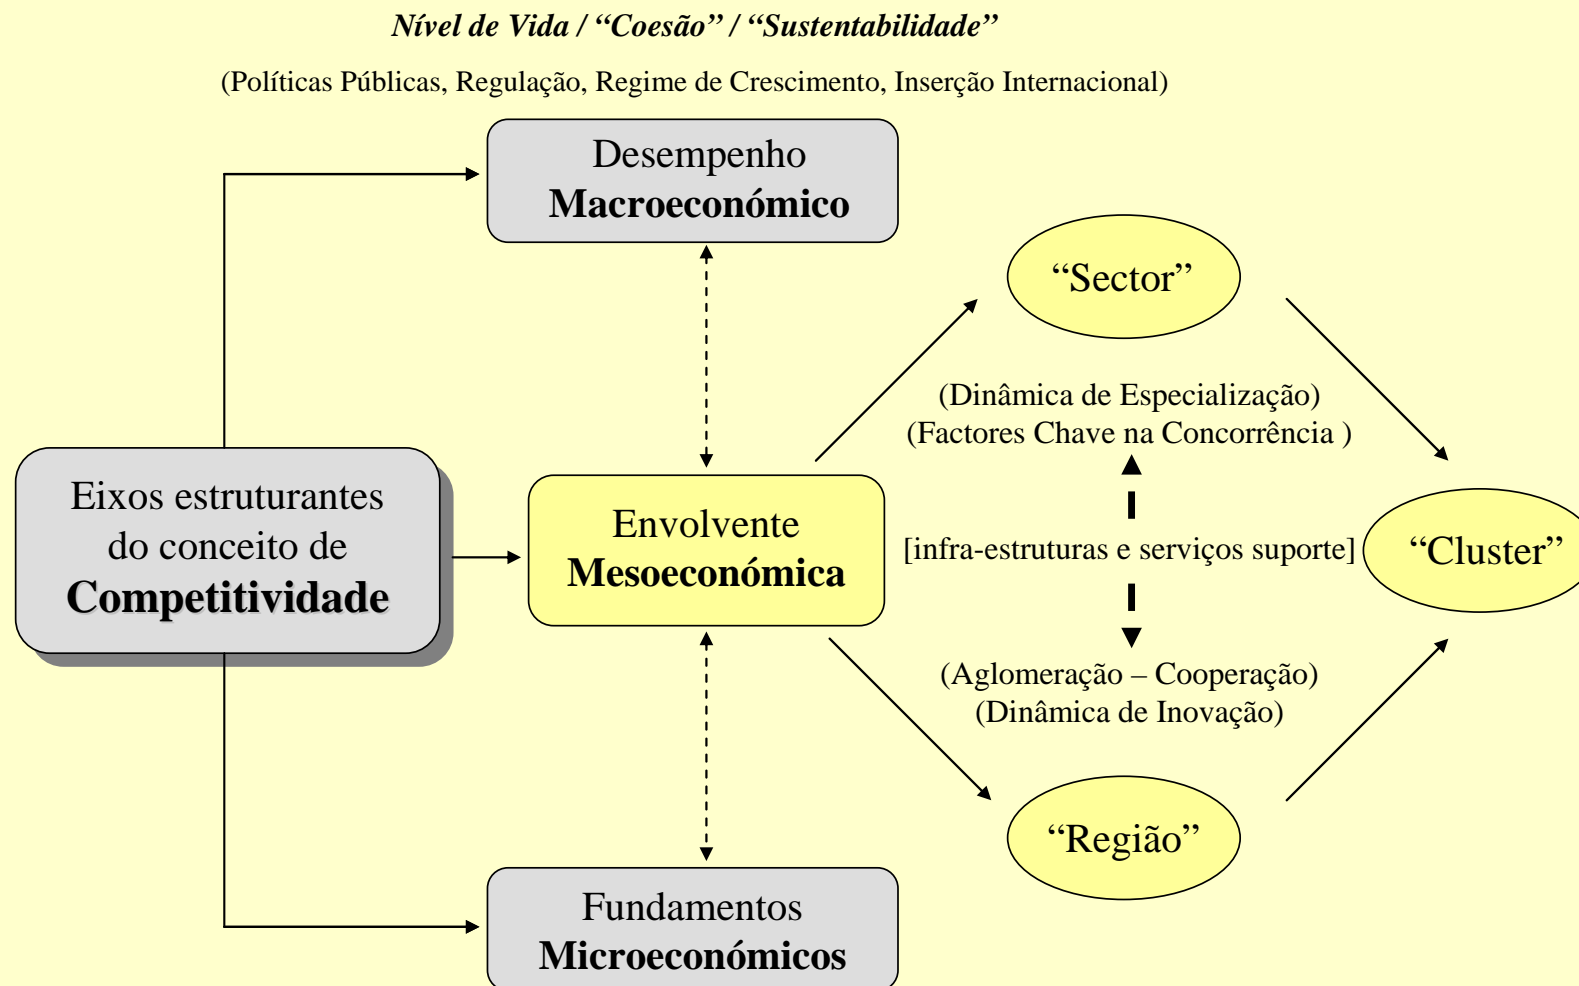 Nível de Vida / “Coesão” / “Sustentabilidade”
(Políticas Públicas, Regulação, Regime de Crescimento, Inserção Internacional)
Desempenho
Macroeconómico
“Sector”
(Dinâmica de Especialização)
(Factores Chave na Concorrência )
Eixos estruturantes
do conceito de
Competitividade
Envolvente
Mesoeconómica
[infra-estruturas e serviços suporte]
“Cluster”
(Aglomeração – Cooperação)
(Dinâmica de Inovação)
“Região”
Fundamentos
Microeconómicos